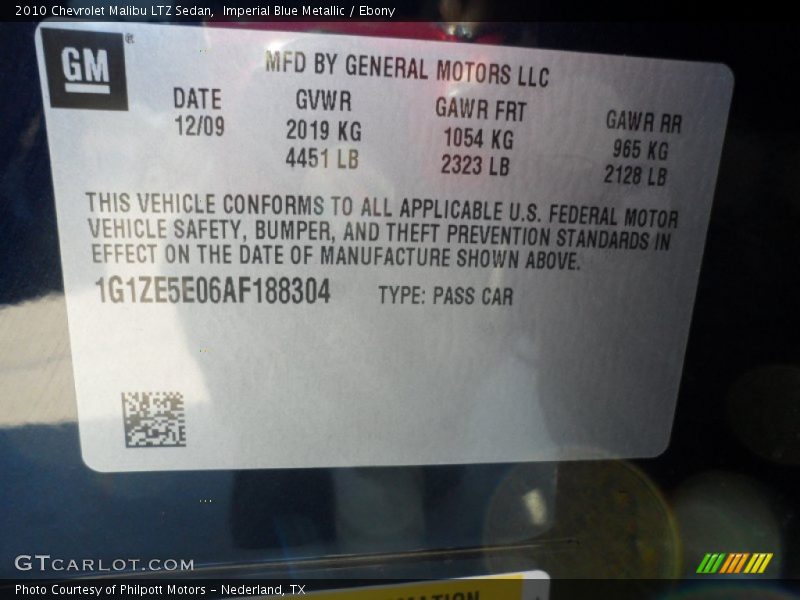 2010 Chevrolet Malibu LTZ Sedan, Imperial Blue Metallic / Ebony
GM®
MFD BY GENERAL MOTORS LLC
DATE GVWR GAWR FRT GAWR RR
12/09 2019 KG 1054 KG 965 KG
4451 LB 2323 LB 2128 LB
THIS VEHICLE CONFORMS TO ALL APPLICABLE U.S. FEDERAL MOTOR
VEHICLE SAFETY, BUMPER, AND THEFT PREVENTION STANDARDS IN
EFFECT ON THE DATE OF MANUFACTURE SHOWN ABOVE.
1G1ZE5E06AF188304 TYPE: PASS CAR
GTCARLOT.COM
Photo Courtesy of Philpott Motors - Nederland, TX